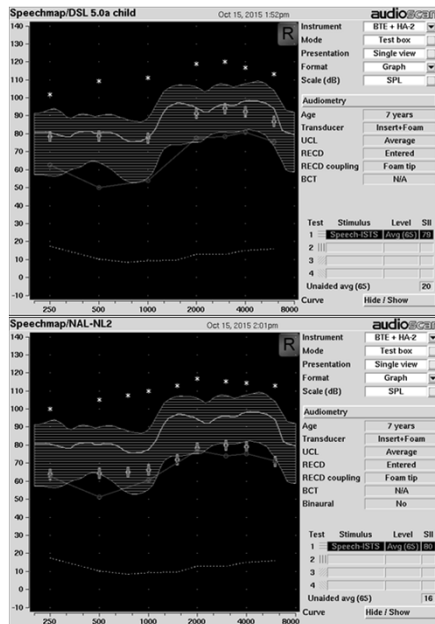 Speechmap/DSL 5.0a child Oct 15, 2015 1:52pm audioscan
R
140
130
120
110
100
90
80
70
60
50
40
30
20
10
0
-10
250 500 1000 2000 4000 8000
Instrument BTE + HA-2
Mode Test box
Presentation Single view
Format Graph
Scale (dB) SPL
Audiometry
Age 7 years
Transducer Insert+Foam
UCL Average
RECD Entered
RECD coupling Foam tip
BCT N/A
Test Stimulus Level SII
1 Speech-ISTS Avg (65) 79
2
3
4
Unaided avg (65) 20
Curve Hide / Show
Speechmap/NAL-NL2 Oct 15, 2015 2:01pm audioscan
R
140
130
120
110
100
90
80
70
60
50
40
30
20
10
0
-10
250 500 1000 2000 4000 8000
Instrument BTE + HA-2
Mode Test box
Presentation Single view
Format Graph
Scale (dB) SPL
Audiometry
Age 7 years
Transducer Insert+Foam
UCL Average
RECD Entered
RECD coupling Foam tip
BCT N/A
Binaural No
Test Stimulus Level SII
1 Speech-ISTS Avg (65) 80
2
3
4
Unaided avg (65) 16
Curve Hide / Show